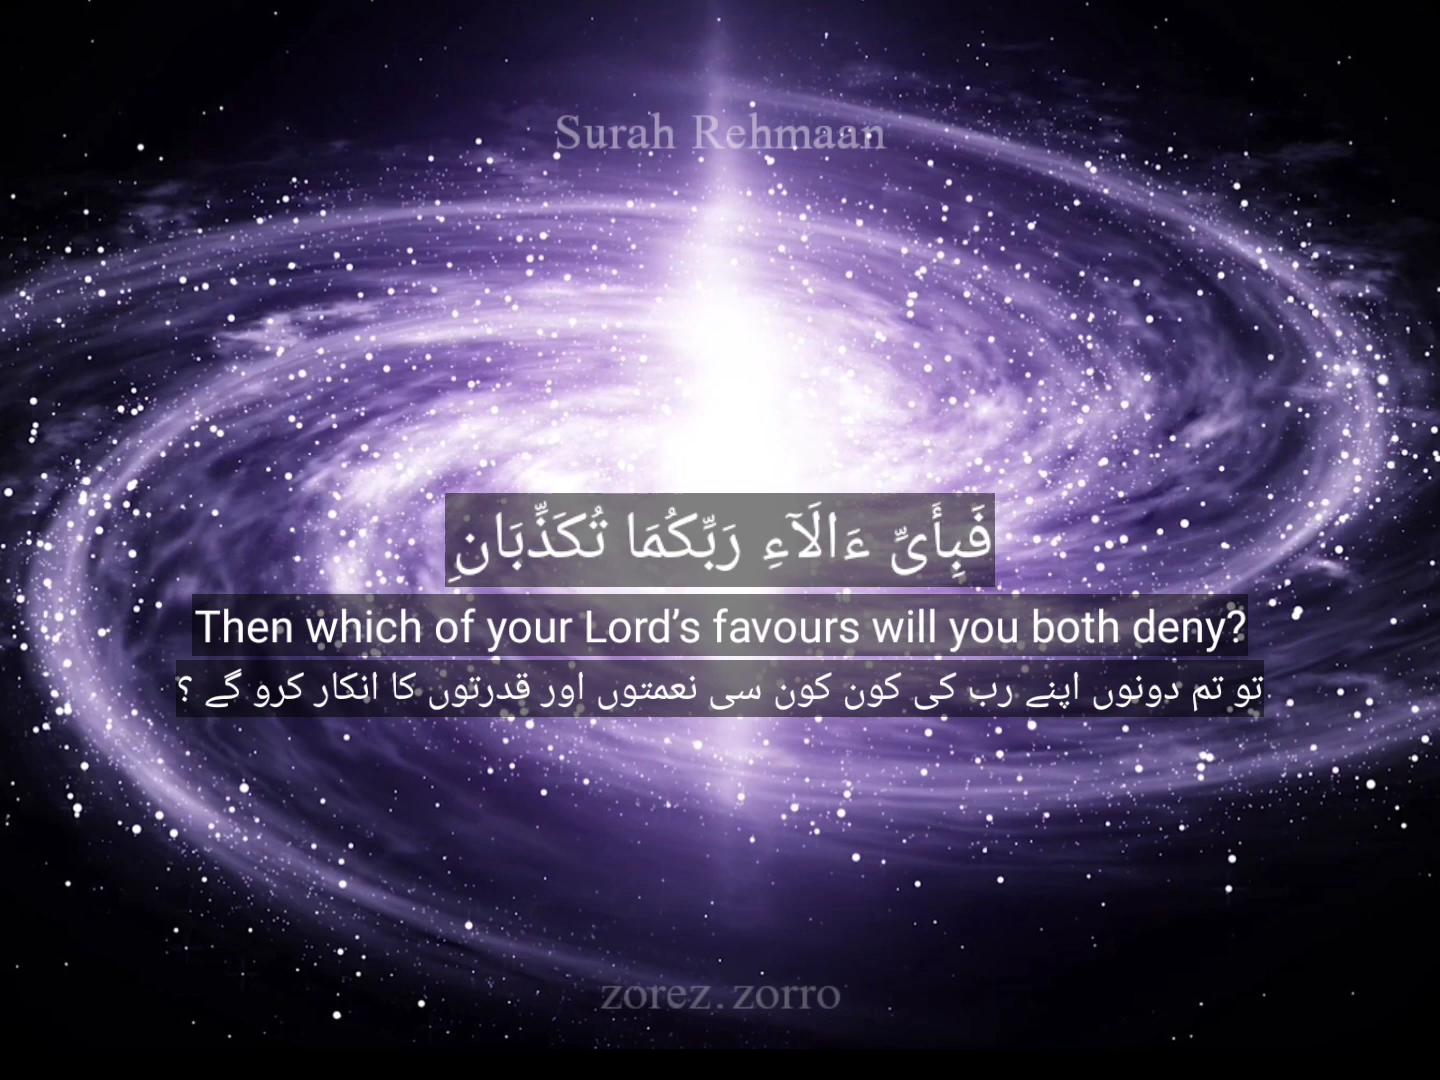 Surah Rehmaan
فَبِأَىِّ ءَالَآءِ رَبِّكُمَا تُكَذِّبَانِ
Then which of your Lord’s favours will you both deny?
تو تم دونوں اپنے رب کی کون کون سی نعمتوں اور قدرتوں کا انکار کرو گے ؟
zorez.zorro